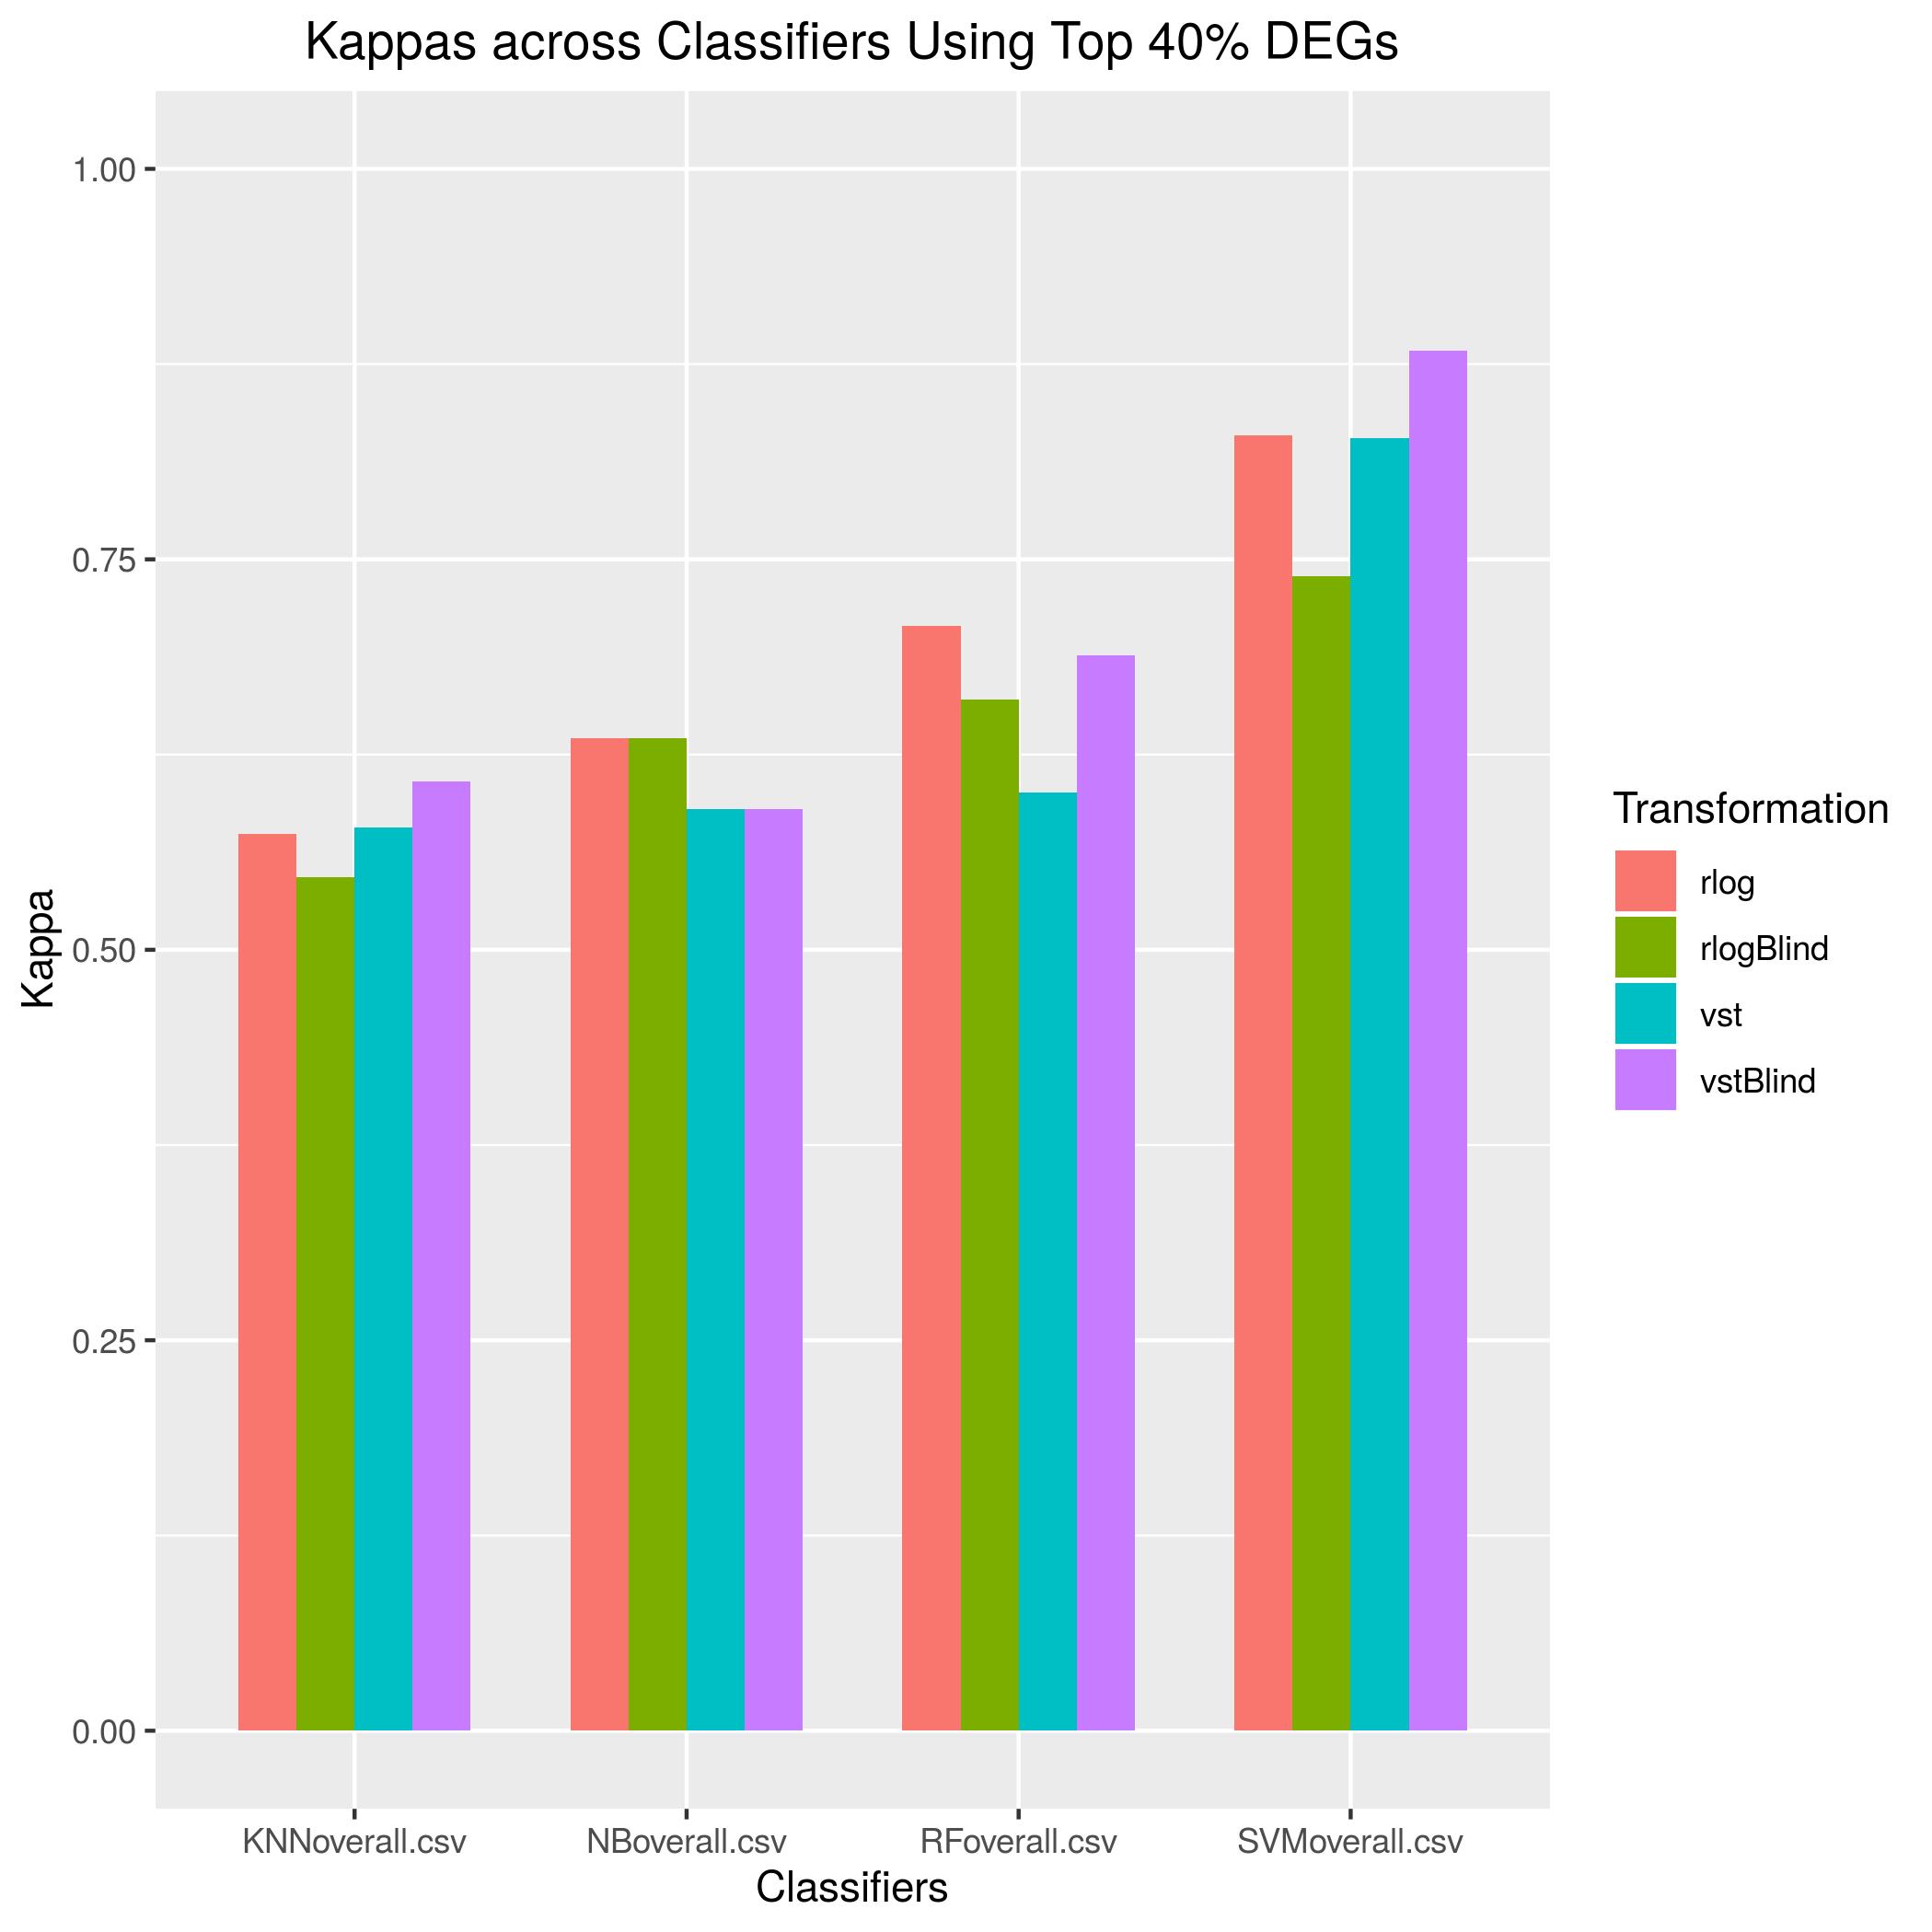 Kappas across Classifiers Using Top 40% DEGs
1.00
0.75
0.50
0.25
0.00
Kappa
KNNoverall.csv
NBoverall.csv
RFoverall.csv
SVMoverall.csv
Classifiers
Transformation
rlog
rlogBlind
vst
vstBlind